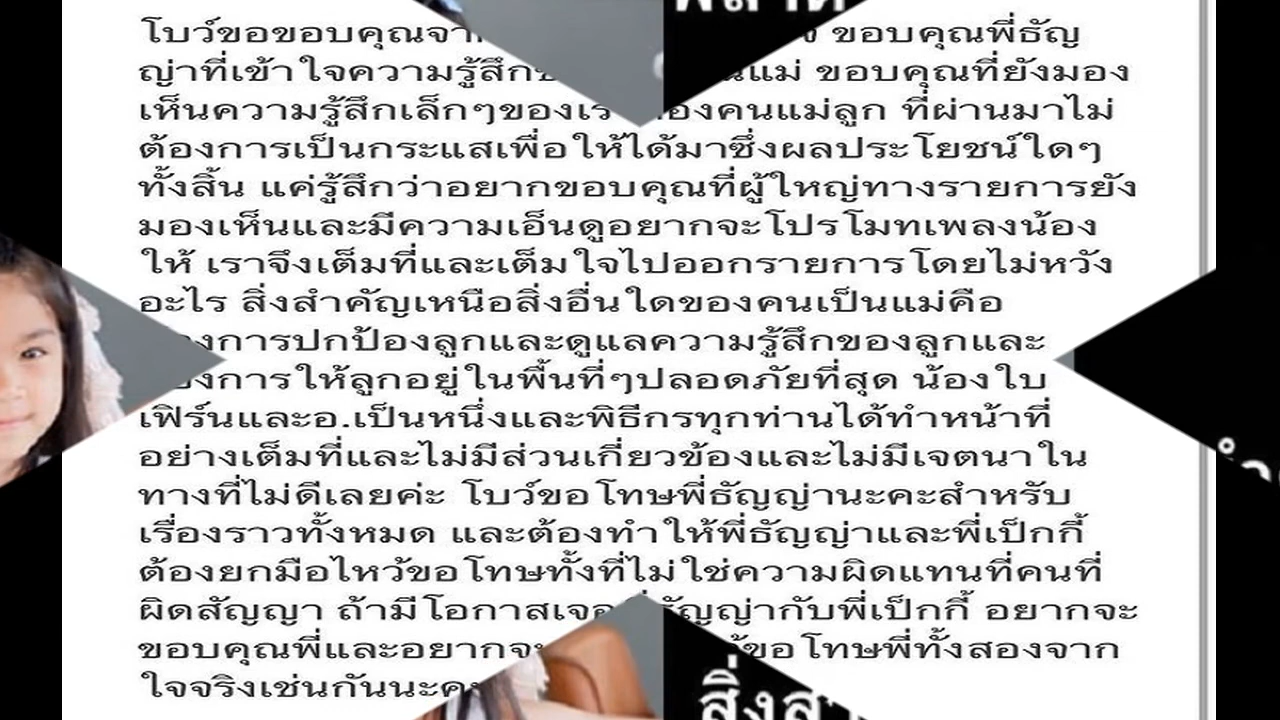 โบว์ขอขอบคุณจาก ขอบคุณพี่ธัญ
ญ่าที่เข้าใจความรู้สึก แม่ ขอบคุณที่ยังมอง
เห็นความรู้สึกเล็กๆของเรา ของคนแม่ลูก ที่ผ่านมาไม่
ต้องการเป็นกระแสเพื่อให้ได้มาซึ่งผลประโยชน์ใดๆ
ทั้งสิ้น แค่รู้สึกว่าอยากขอบคุณที่ผู้ใหญ่ทางรายการยัง
มองเห็นและมีความเอ็นดูอยากจะโปรโมทเพลงน้อง
ให้ เราจึงเต็มที่และเต็มใจไปออกรายการโดยไม่หวัง
อะไร สิ่งสำคัญเหนือสิ่งอื่นใดของคนเป็นแม่คือ
ต้องการปกป้องลูกและดูแลความรู้สึกของลูกและ
ต้องการให้ลูกอยู่ในพื้นที่ๆปลอดภัยที่สุด น้องใบ
เฟิร์นและอ.เป็นหนึ่งและพิธีกรทุกท่านได้ทำหน้าที่
อย่างเต็มที่และไม่มีส่วนเกี่ยวข้องและไม่มีเจตนาใน
ทางที่ไม่ดีเลยค่ะ โบว์ขอโทษพี่ธัญญ่านะคะสำหรับ
เรื่องราวทั้งหมด และต้องทำให้พี่ธัญญ่าและพี่เป็กกี้
ต้องยกมือไหว้ขอโทษทั้งที่ไม่ใช่ความผิดแทนที่คนที่
ผิดสัญญา ถ้ามีโอกาสเจอพี่ธัญญ่ากับพี่เป็กกี้ อยากจะ
ขอบคุณพี่และอยากจะ ขอโทษพี่ทั้งสองจาก
ใจจริงเช่นกันนะคะ